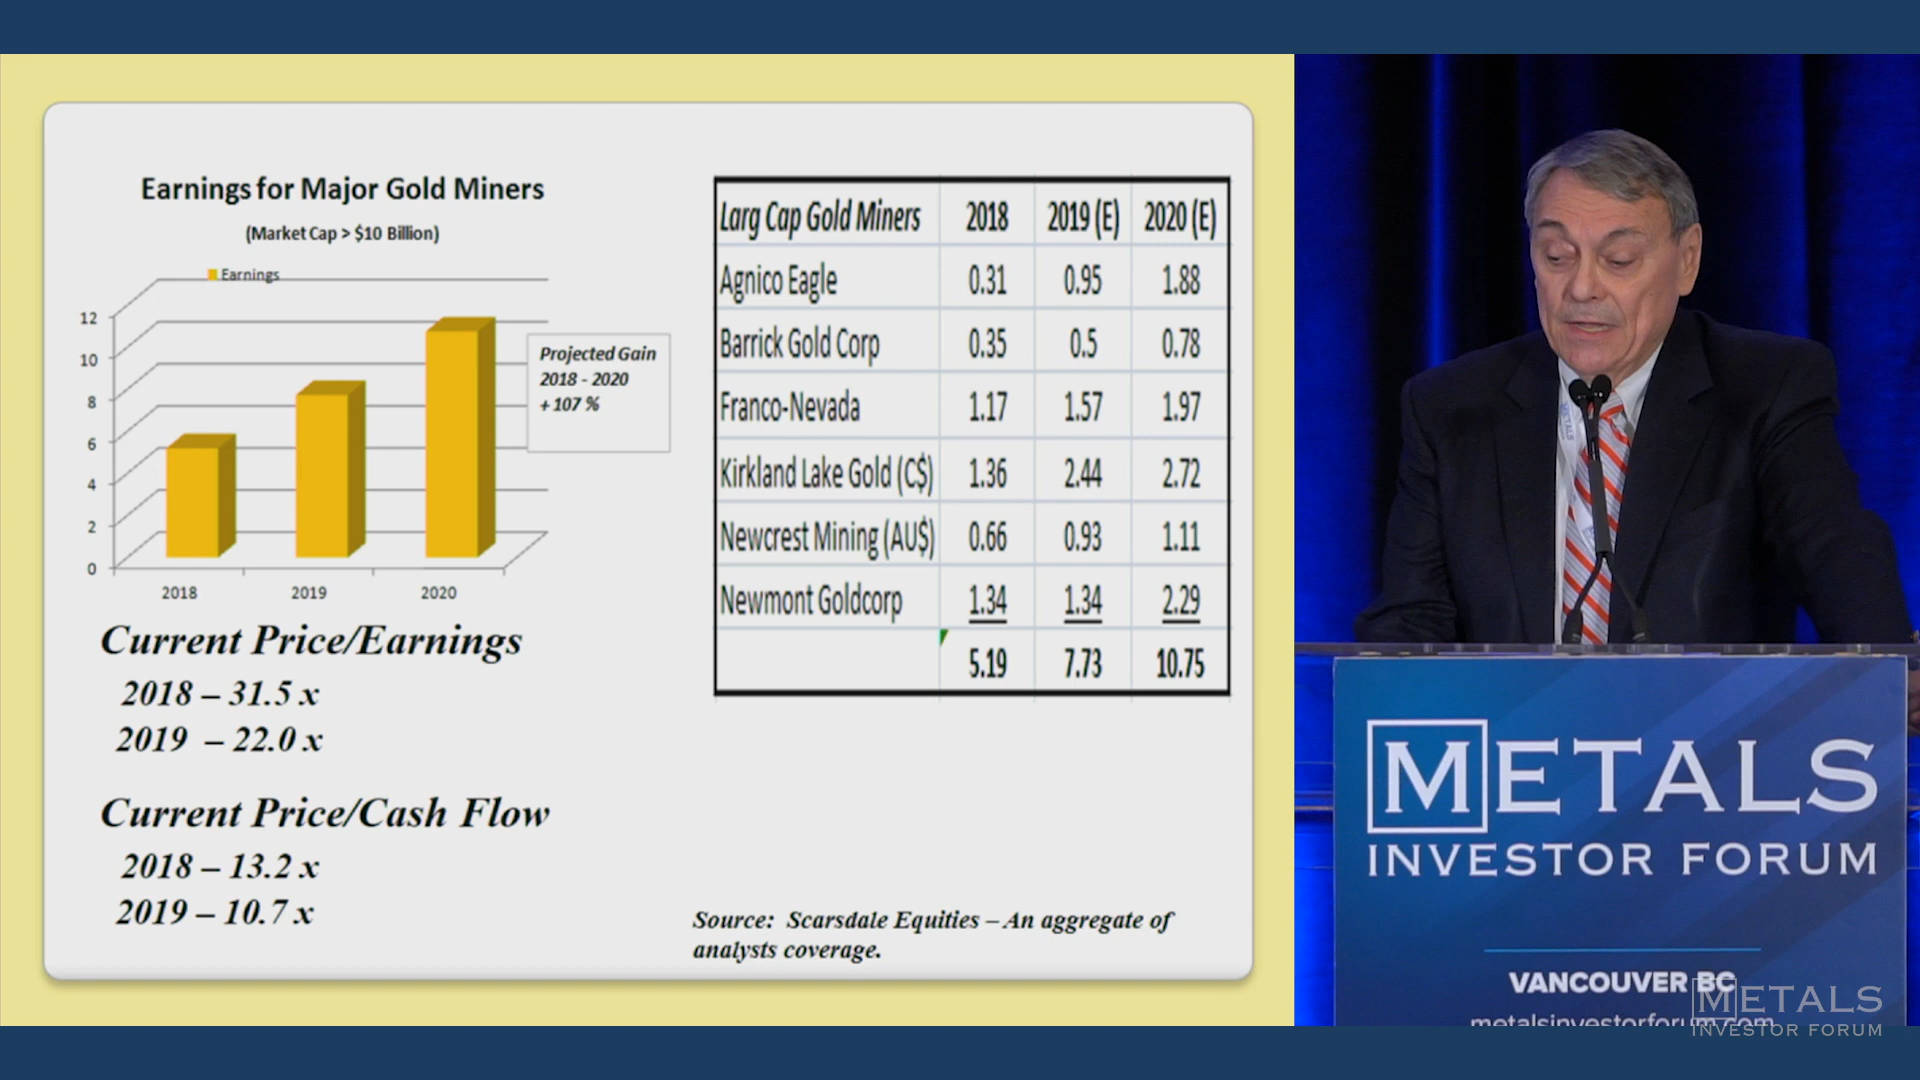 Earnings for Major Gold Miners
(Market Cap > $10 Billion)
Earnings
12
10
8
6
4
2
0
2018 2019 2020
Projected Gain
2018 - 2020
+ 107 %
Current Price/Earnings
2018 – 31.5 x
2019 – 22.0 x
Current Price/Cash Flow
2018 – 13.2 x
2019 – 10.7 x
Larg Cap Gold Miners 2018 2019 (E) 2020 (E)
Agnico Eagle 0.31 0.95 1.88
Barrick Gold Corp 0.35 0.5 0.78
Franco-Nevada 1.17 1.57 1.97
Kirkland Lake Gold (C$) 1.36 2.44 2.72
Newcrest Mining (AU$) 0.66 0.93 1.11
Newmont Goldcorp 1.34 1.34 2.29
5.19 7.73 10.75
Source: Scarsdale Equities – An aggregate of
analysts coverage.
METALS
INVESTOR FORUM
VANCOUVER BC
metalsinvestorforum.com
METALS
INVESTOR FORUM